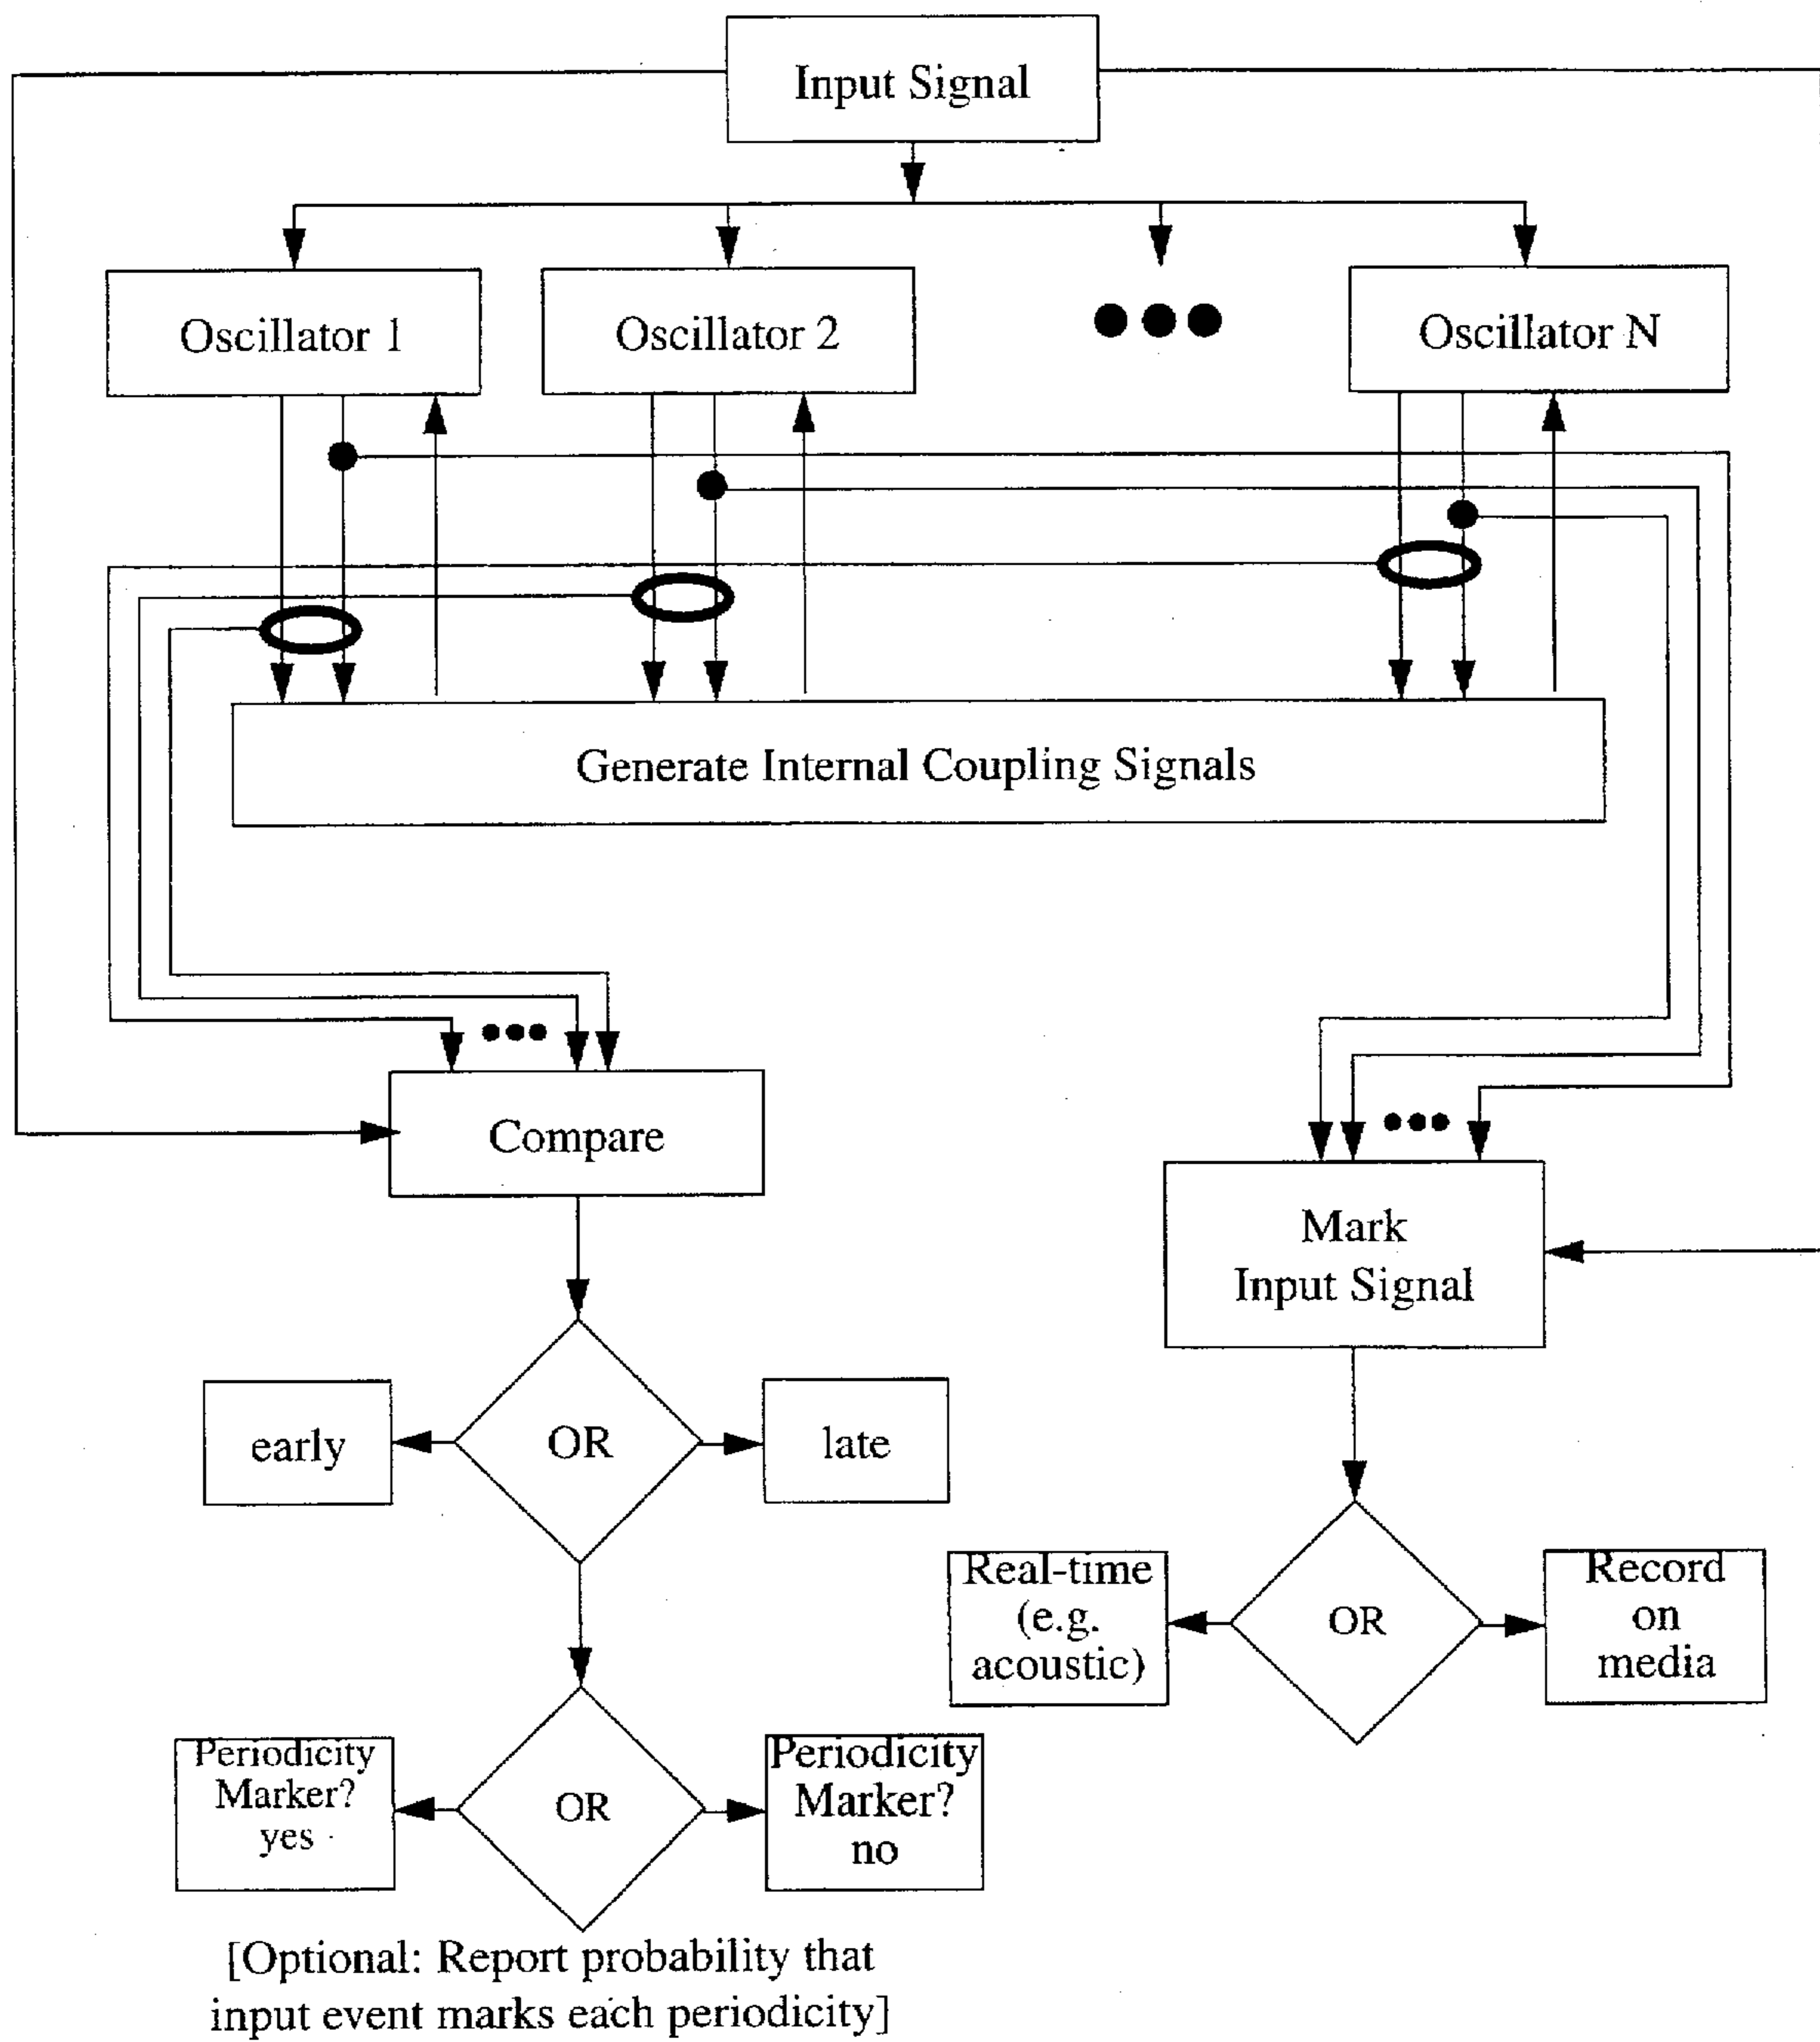 Input Signal
Oscillator 1
Oscillator 2
Oscillator N
Generate Internal Coupling Signals
Compare
Mark
Input Signal
early
OR
late
Real-time
(e.g.
acoustic)
OR
Record
on
media
Periodicity
Marker?
yes
OR
Periodicity
Marker?
no
[Optional: Report probability that
input event marks each periodicity]